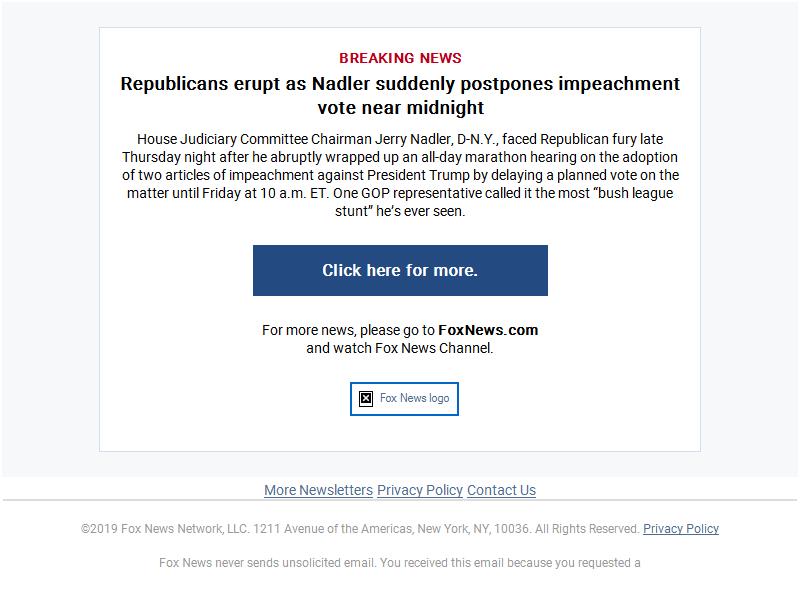 BREAKING NEWS
Republicans erupt as Nadler suddenly postpones impeachment
vote near midnight
House Judiciary Committee Chairman Jerry Nadler, D-N.Y., faced Republican fury late
Thursday night after he abruptly wrapped up an all-day marathon hearing on the adoption
of two articles of impeachment against President Trump by delaying a planned vote on the
matter until Friday at 10 a.m. ET. One GOP representative called it the most “bush league
stunt” he’s ever seen.
Click here for more.
For more news, please go to FoxNews.com
and watch Fox News Channel.
Fox News logo
More Newsletters Privacy Policy Contact Us
©2019 Fox News Network, LLC. 1211 Avenue of the Americas, New York, NY, 10036. All Rights Reserved. Privacy Policy
Fox News never sends unsolicited email. You received this email because you requested a